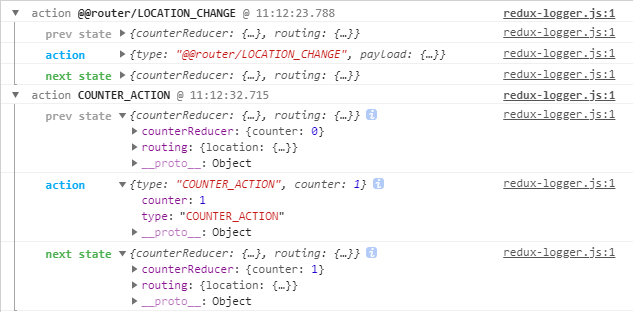 action @@router/LOCATION_CHANGE @ 11:12:23.788 redux-logger.js:1
prev state {counterReducer: {…}, routing: {…}} redux-logger.js:1
action {type: "@@router/LOCATION_CHANGE", payload: {…}} redux-logger.js:1
next state {counterReducer: {…}, routing: {…}} redux-logger.js:1
action COUNTER_ACTION @ 11:12:32.715 redux-logger.js:1
prev state {counterReducer: {…}, routing: {…}} i redux-logger.js:1
counterReducer: {counter: 0}
routing: {location: {…}}
__proto__: Object
action {type: "COUNTER_ACTION", counter: 1} i redux-logger.js:1
counter: 1
type: "COUNTER_ACTION"
__proto__: Object
next state {counterReducer: {…}, routing: {…}} i redux-logger.js:1
counterReducer: {counter: 1}
routing: {location: {…}}
__proto__: Object